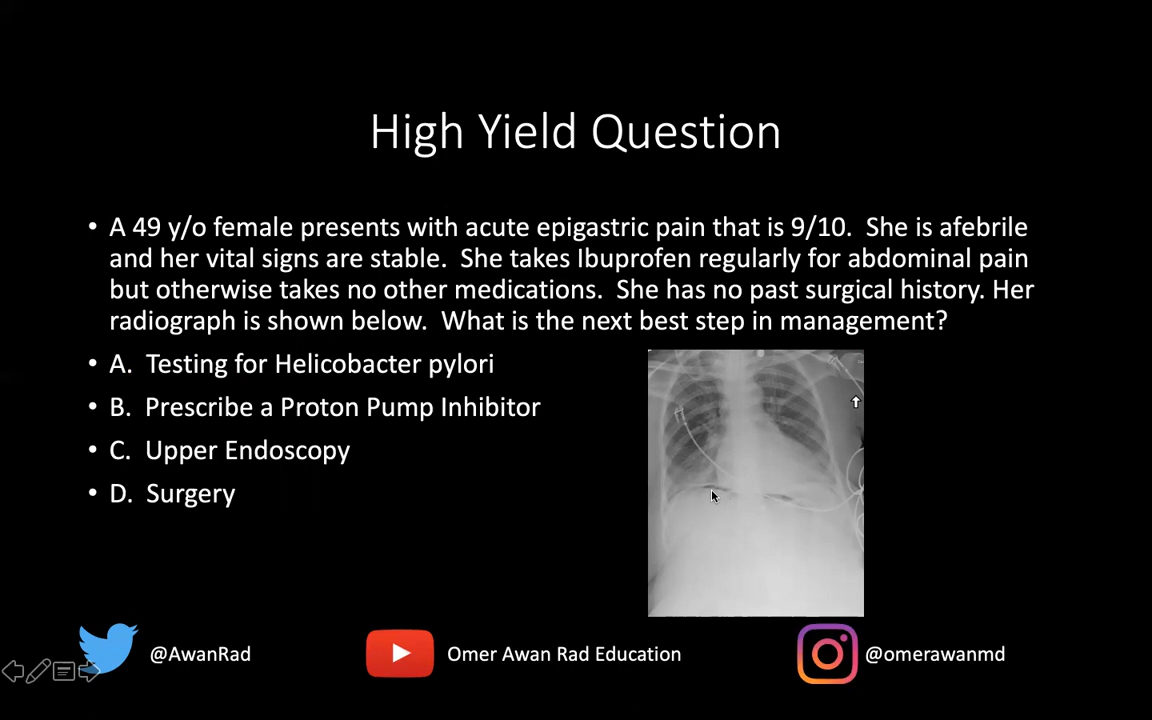 High Yield Question
• A 49 y/o female presents with acute epigastric pain that is 9/10.  She is afebrile
and her vital signs are stable.  She takes Ibuprofen regularly for abdominal pain
but otherwise takes no other medications.  She has no past surgical history. Her
radiograph is shown below.  What is the next best step in management?
• A.  Testing for Helicobacter pylori
• B.  Prescribe a Proton Pump Inhibitor
• C.  Upper Endoscopy
• D.  Surgery
@AwanRad
Omer Awan Rad Education
@omerawanmd